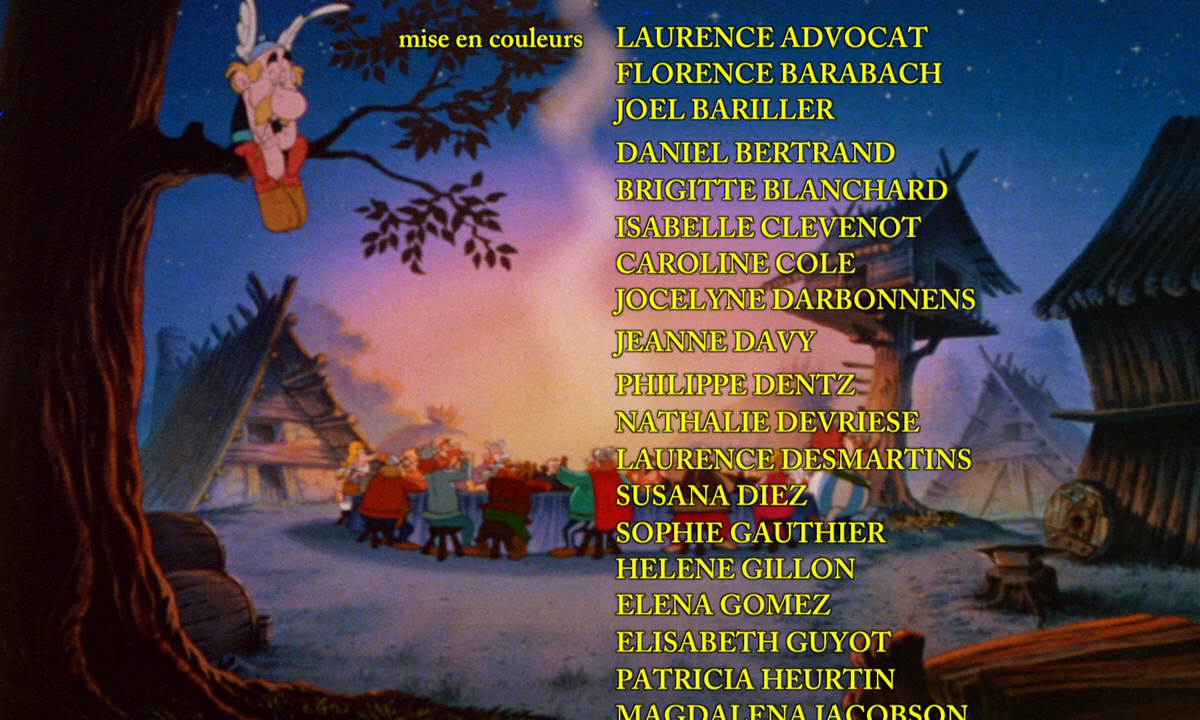 mise en couleurs LAURENCE ADVOCAT
FLORENCE BARABACH
JOEL BARILLER
DANIEL BERTRAND
BRIGITTE BLANCHARD
ISABELLE CLEVENOT
CAROLINE COLE
JOCELYNE DARBONNENS
JEANNE DAVY
PHILIPPE DENTZ
NATHALIE DEVRIESE
LAURENCE DESMARTINS
SUSANA DIEZ
SOPHIE GAUTHIER
HELENE GILLON
ELENA GOMEZ
ELISABETH GUYOT
PATRICIA HEURTIN
MAGDALENA JACOBSON